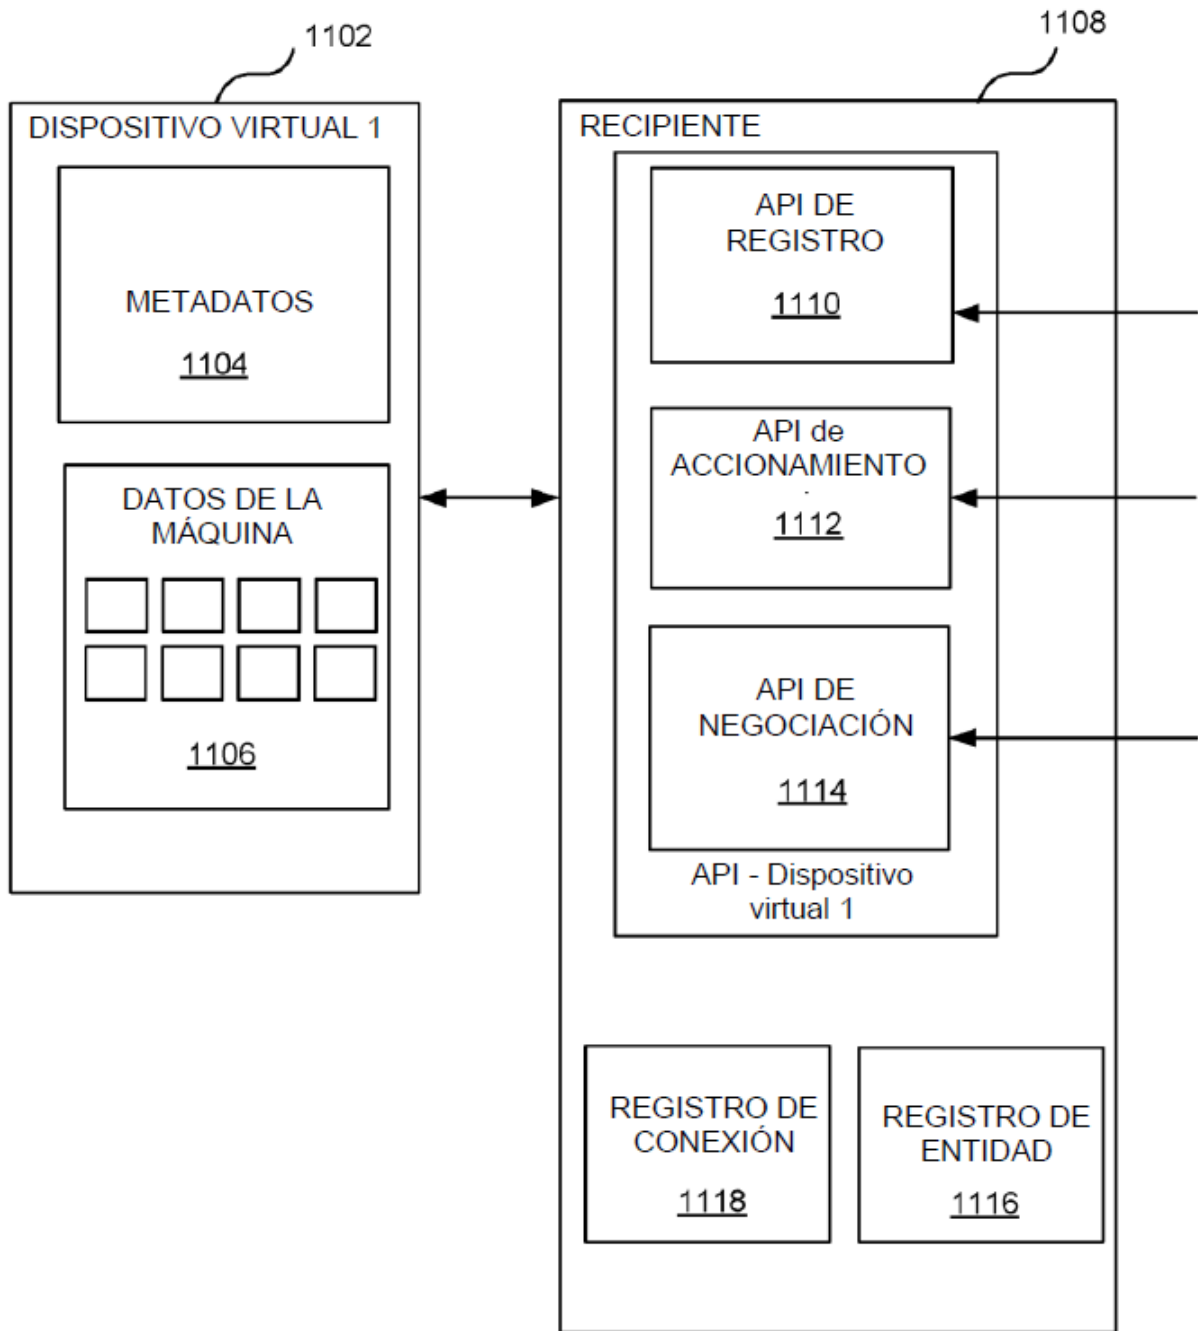 1102
1108
DISPOSITIVO VIRTUAL 1
METADATOS
1104
DATOS DE LA
MÁQUINA
1106
RECIPIENTE
API DE
REGISTRO
1110
API de
ACCIONAMIENTO
1112
API DE
NEGOCIACIÓN
1114
API - Dispositivo
virtual 1
REGISTRO DE
CONEXIÓN
1118
REGISTRO DE
ENTIDAD
1116